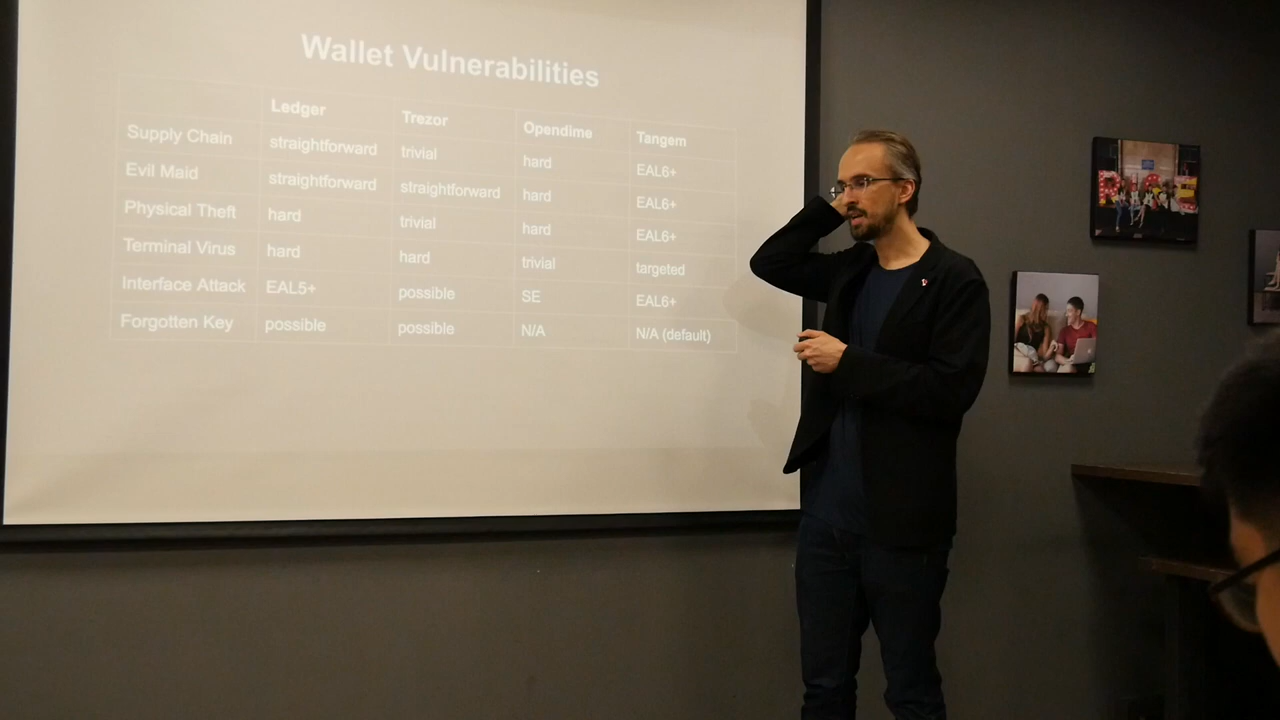 Wallet Vulnerabilities
Ledger Trezor Opendime Tangem
Supply Chain straightforward trivial hard EAL6+
Evil Maid straightforward straightforward hard EAL6+
Physical Theft hard trivial hard EAL6+
Terminal Virus hard hard trivial targeted
Interface Attack EAL5+ possible SE EAL6+
Forgotten Key possible possible N/A N/A (default)